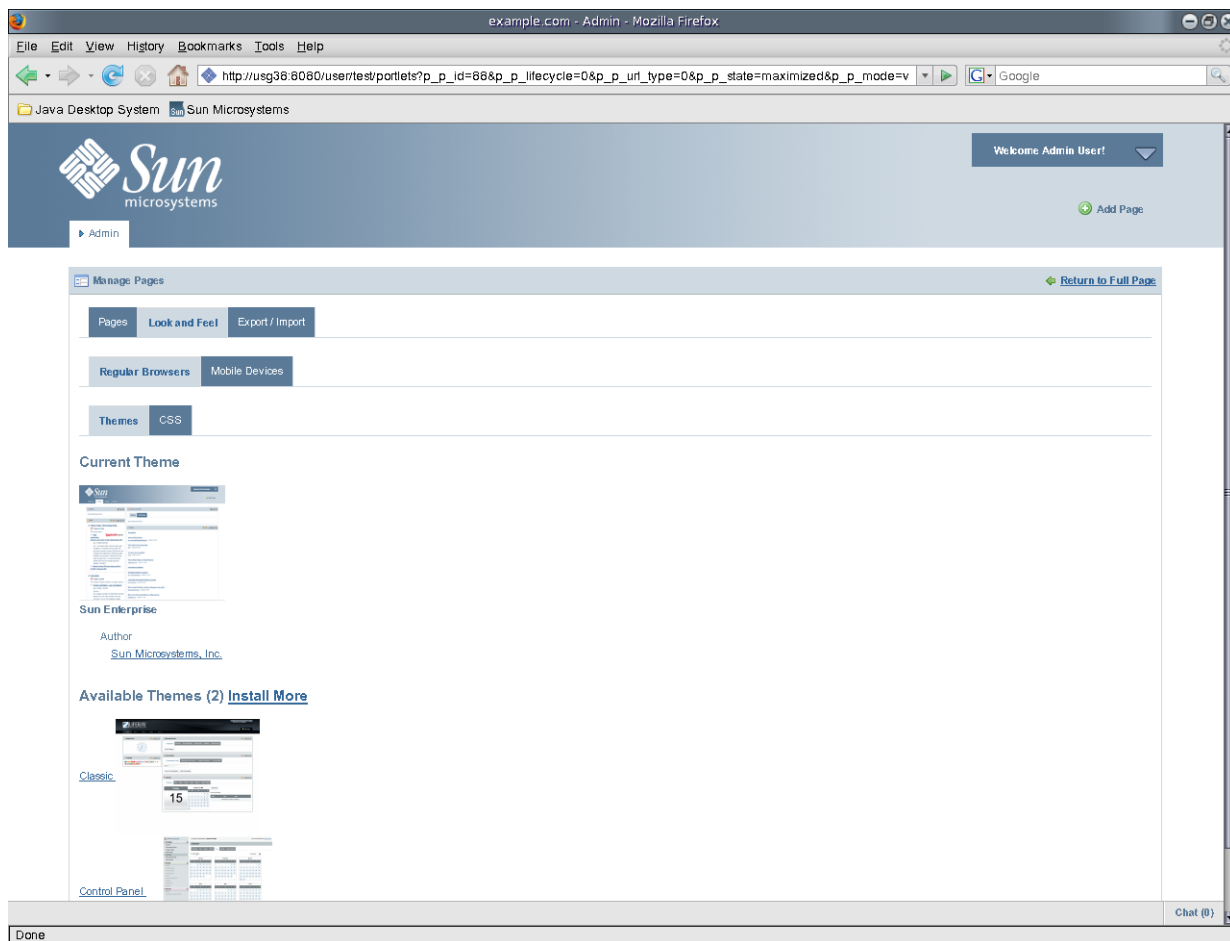 example.com - Admin - Mozilla Firefox
File Edit View History Bookmarks Tools Help
http://usg38:8080/user/test/portlets?p_p_id=88&p_p_lifecycle=0&p_p_url_type=0&p_p_state=maximized&p_p_mode=v
Google
Java Desktop System Sun Sun Microsystems
Sun
microsystems
Welcome Admin User!
Add Page
Admin
Manage Pages Return to Full Page
Pages Look and Feel Export / Import
Regular Browsers Mobile Devices
Themes CSS
Current Theme
Sun
Sun Enterprise
Author
Sun Microsystems, Inc.
Available Themes (2) Install More
Classic
15
Control Panel
Chat (0)
Done